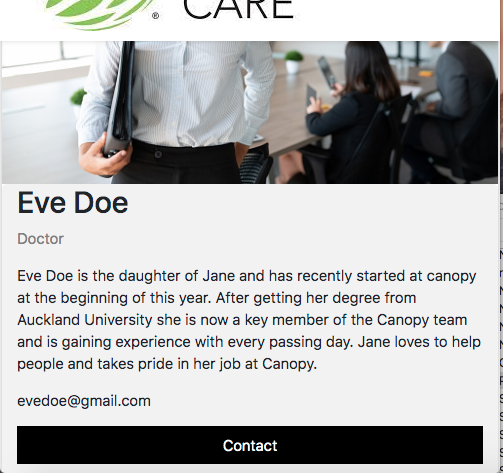 ®
CARE
Eve Doe
Doctor
Eve Doe is the daughter of Jane and has recently started at canopy
at the beginning of this year. After getting her degree from
Auckland University she is now a key member of the Canopy team
and is gaining experience with every passing day. Jane loves to help
people and takes pride in her job at Canopy.
evedoe@gmail.com
Contact